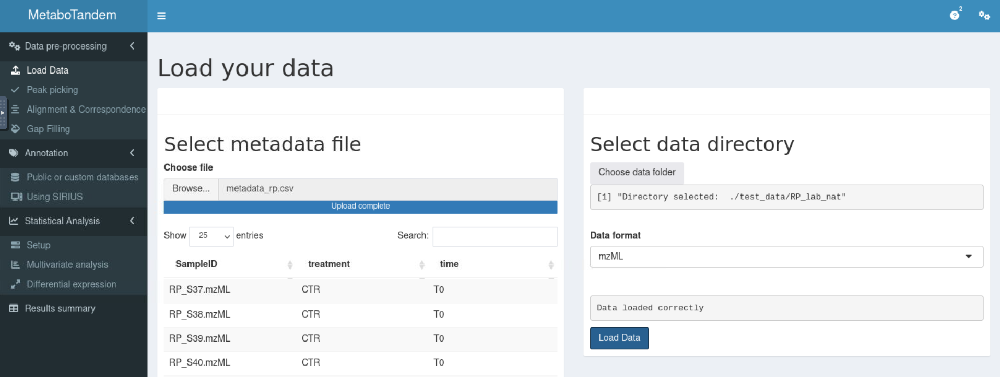 MetaboTandem
2
Data pre-processing
Load Data
Peak picking
Alignment & Correspondence
Gap Filling
Annotation
Public or custom databases
Using SIRIUS
Statistical Analysis
Setup
Multivariate analysis
Differential expression
Results summary
Load your data
Select metadata file
Choose file
Browse... metadata_rp.csv
Upload complete
Show 25 entries Search:
SampleID treatment time
RP_S37.mzML CTR T0
RP_S38.mzML CTR T0
RP_S39.mzML CTR T0
RP_S40.mzML CTR T0
Select data directory
Choose data folder
[1] "Directory selected:  ./test_data/RP_lab_nat"
Data format
mzML
Data loaded correctly
Load Data